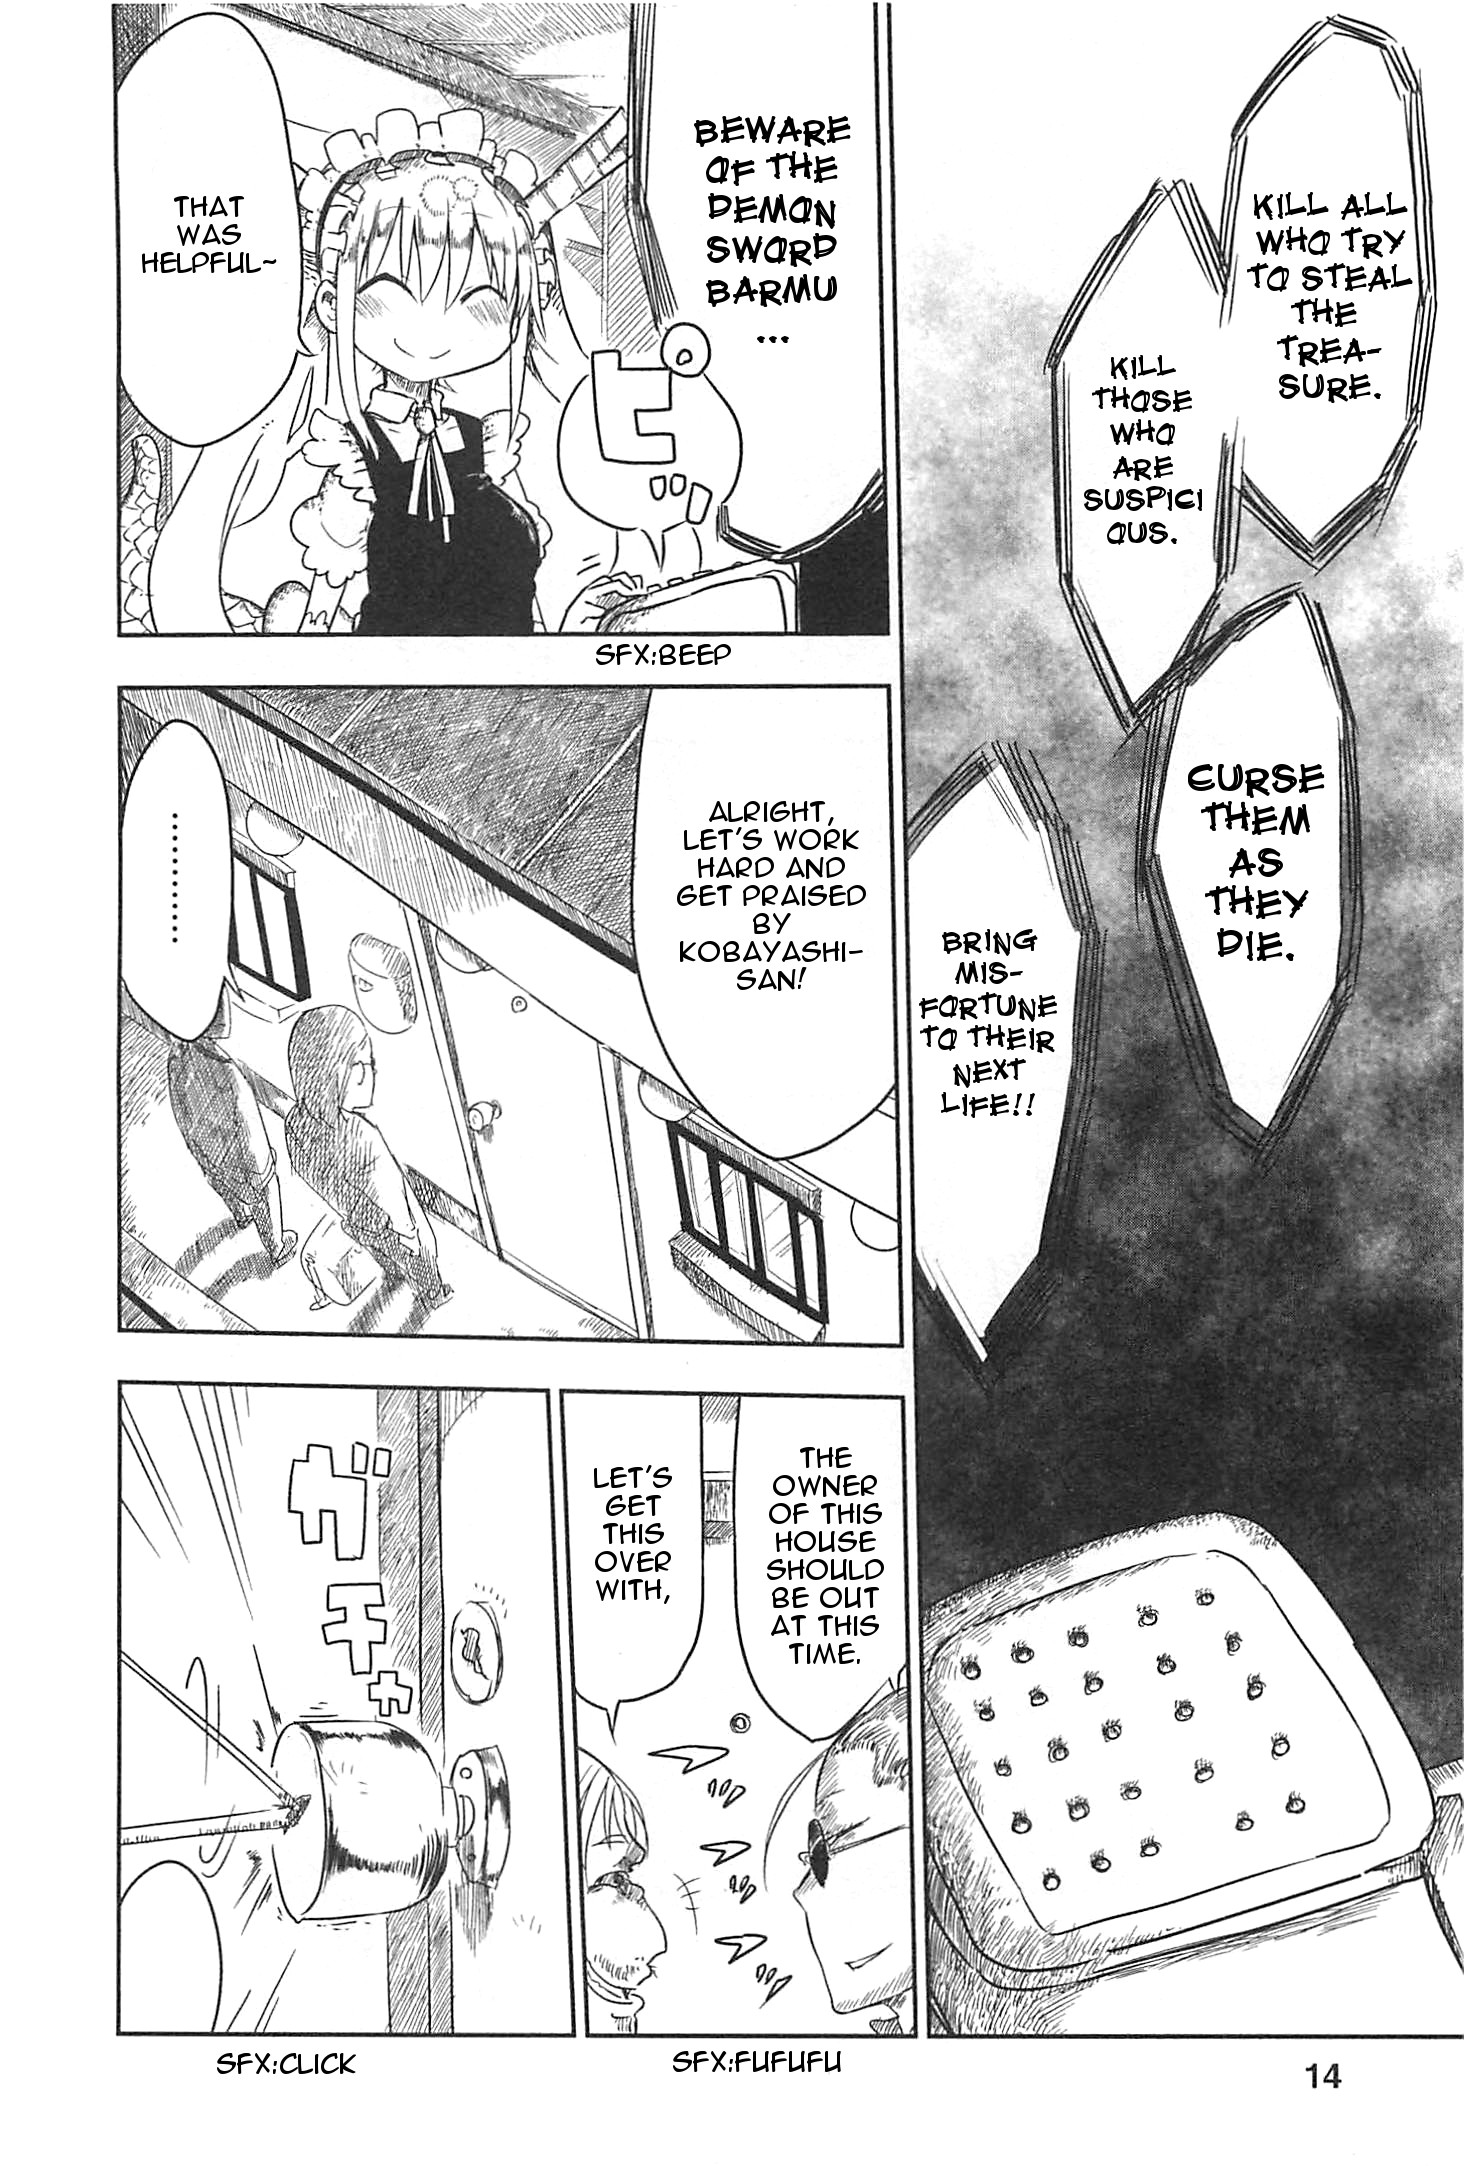 KILL ALL
WHO TRY
TO STEAL
THE
TREA-
SURE.
KILL
THOSE
WHO
ARE
SUSPICI
OUS.
CURSE
THEM
AS
THEY
DIE.
BRING
MIS-
FORTUNE
TO THEIR
NEXT
LIFE!!
BEWARE
OF THE
DEMON
SWORD
BARMU
...
ピッ
THAT
WAS
HELPFUL~
SFX:BEEP
ALRIGHT,
LET'S WORK
HARD AND
GET PRAISED
BY
KOBAYASHI-
SAN!
..........
THE
OWNER
OF THIS
HOUSE
SHOULD
BE OUT
AT THIS
TIME.
LET'S
GET
THIS
OVER
WITH,
ガチャ
SFX:FUFUFU
SFX:CLICK
14